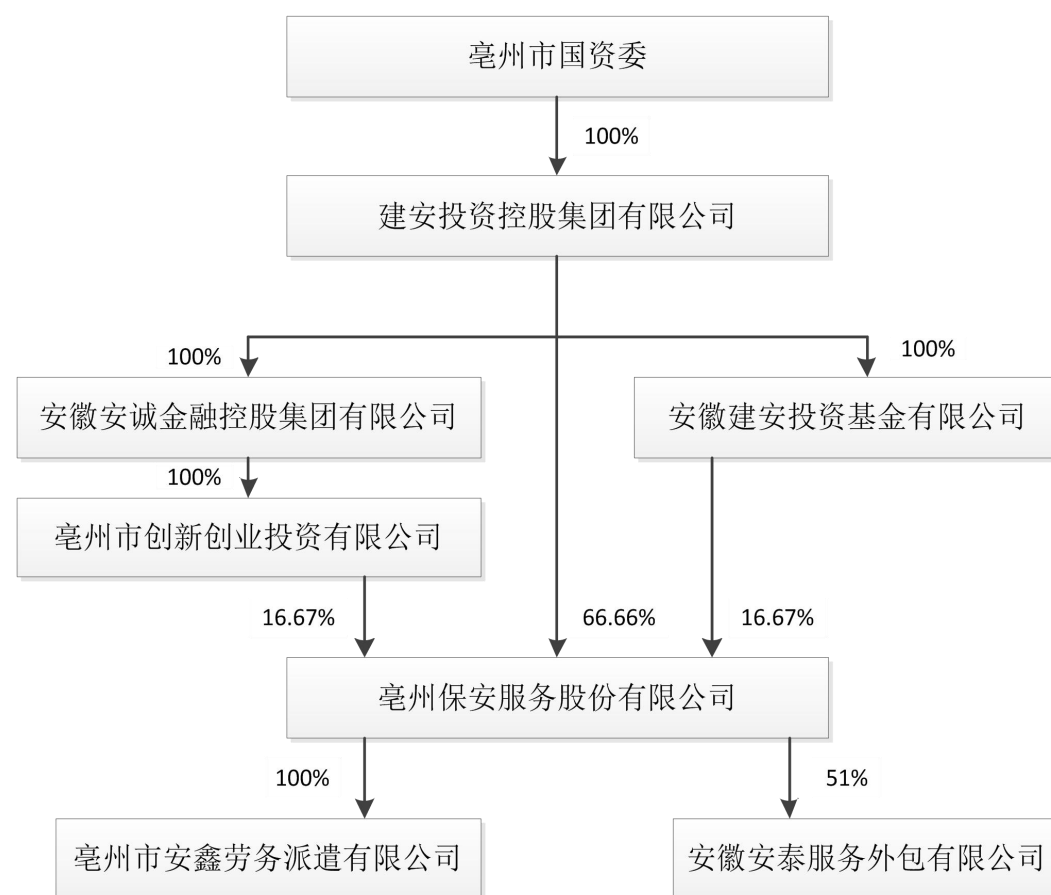 亳州市国资委
100%
建安投资控股集团有限公司
100%
100%
安徽安诚金融控股集团有限公司
安徽建安投资基金有限公司
100%
亳州市创新创业投资有限公司
16.67%
66.66%
16.67%
亳州保安服务股份有限公司
100%
51%
亳州市安鑫劳务派遣有限公司
安徽安泰服务外包有限公司